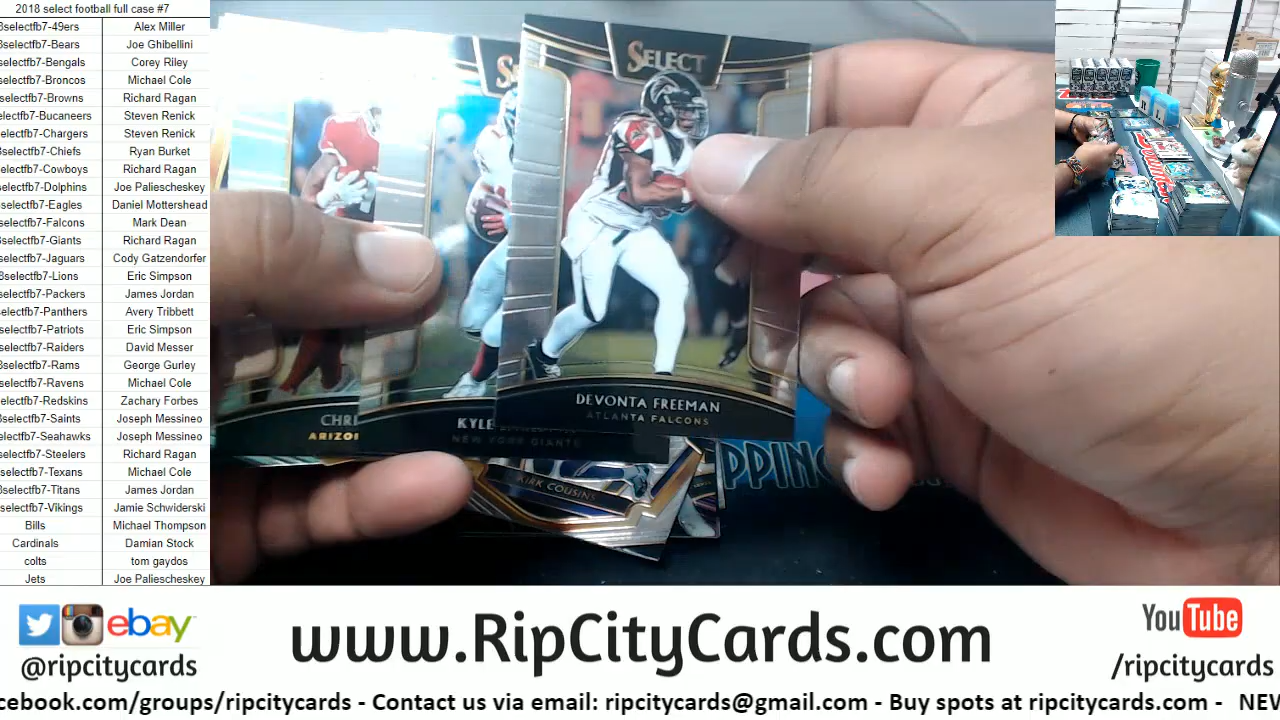 2018 select football full case #7
8selectfb7-49ers Alex Miller
8selectfb7-Bears Joe Ghibellini
selectfb7-Bengals Corey Riley
selectfb7-Broncos Michael Cole
selectfb7-Browns Richard Ragan
electfb7-Bucaneers Steven Renick
selectfb7-Chargers Steven Renick
8selectfb7-Chiefs Ryan Burket
selectfb7-Cowboys Richard Ragan
selectfb7-Dolphins Joe Paliescheskey
8selectfb7-Eagles Daniel Mottershead
selectfb7-Falcons Mark Dean
8selectfb7-Giants Richard Ragan
selectfb7-Jaguars Cody Gatzendorfer
8selectfb7-Lions Eric Simpson
selectfb7-Packers James Jordan
selectfb7-Panthers Avery Tribbett
selectfb7-Patriots Eric Simpson
selectfb7-Raiders David Messer
8selectfb7-Rams George Gurley
selectfb7-Ravens Michael Cole
selectfb7-Redskins Zachary Forbes
8selectfb7-Saints Joseph Messineo
electfb7-Seahawks Joseph Messineo
selectfb7-Steelers Richard Ragan
selectfb7-Texans Michael Cole
8selectfb7-Titans James Jordan
selectfb7-Vikings Jamie Schwiderski
Bills Michael Thompson
Cardinals Damian Stock
colts tom gaydos
Jets Joe Paliescheskey
SELECT
DEVONTA FREEMAN
ATLANTA FALCONS
KYLE
NEW YORK GIANTS
CHRI
ARIZO
KIRK COUSINS
PPING
ebay
@ripcitycards
www.RipCityCards.com
YouTube
/ripcitycards
cebook.com/groups/ripcitycards - Contact us via email: ripcitycards@gmail.com - Buy spots at ripcitycards.com - NEV